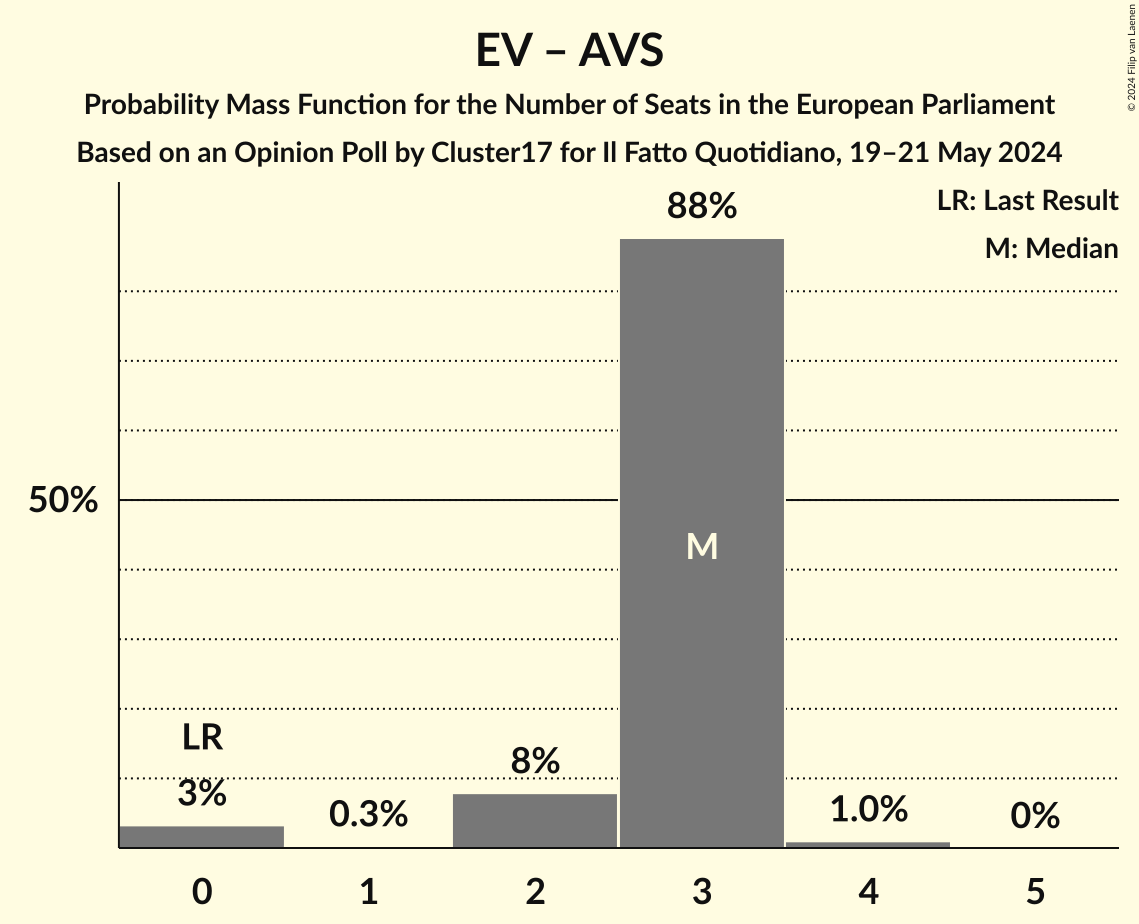 EV – AVS
Probability Mass Function for the Number of Seats in the European Parliament
Based on an Opinion Poll by Cluster17 for Il Fatto Quotidiano, 19–21 May 2024
© 2024 Filip van Laenen
LR: Last Result
M: Median
88%
50%
M
LR
3%
0.3%
8%
1.0%
0%
0 1 2 3 4 5